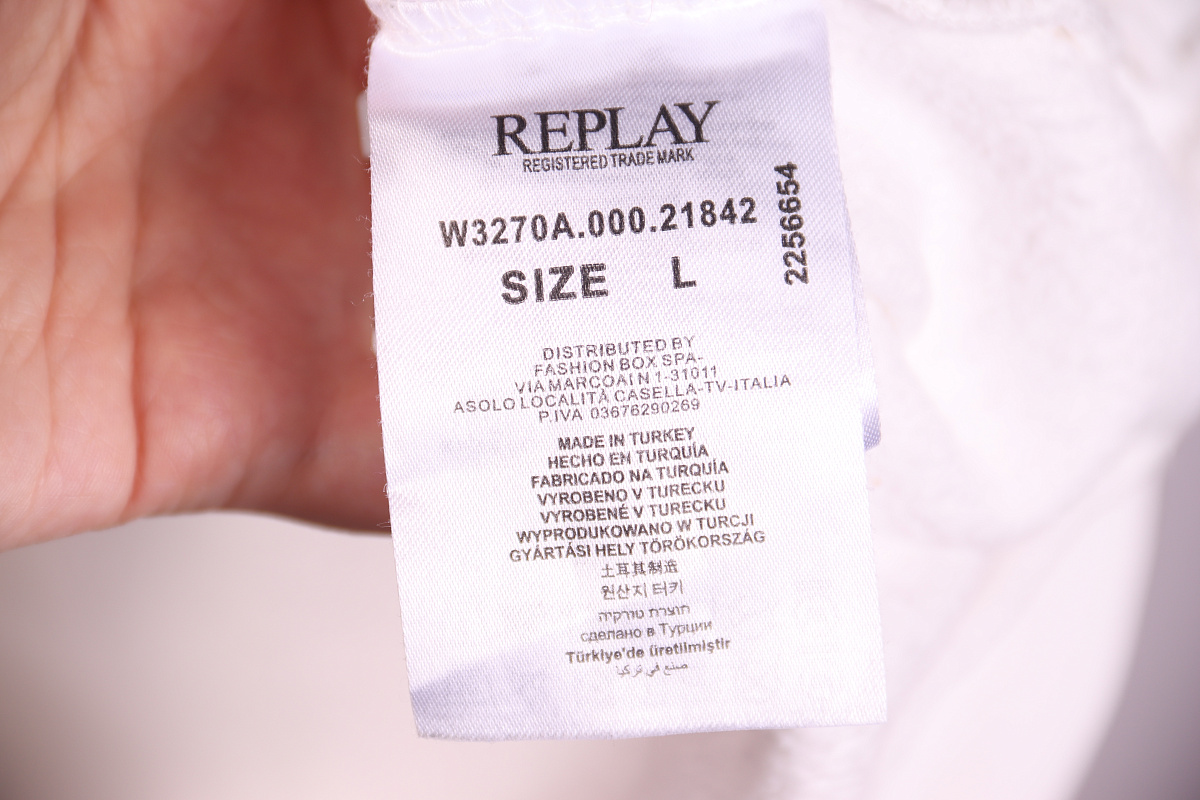 REPLAY
REGISTERED TRADE MARK
W3270A.000.21842
2256654
SIZE L
DISTRIBUTED BY
FASHION BOX SPA-
VIA MARCOAI N 1-31011
ASOLO LOCALITÀ CASELLA-TV-ITALIA
P.IVA 03676290269
MADE IN TURKEY
HECHO EN TURQUÍA
FABRICADO NA TURQUÍA
VYROBENO V TURECKU
VYROBENÉ V TURECKU
WYPRODUKOWANO W TURCJI
GYÁRTÁSI HELY TÖRÖKORSZÁG
土耳其制造
원산지 터키
תוצרת טורקיה
сделано в Турции
Türkiye'de üretilmiştir
صنع في تركيا